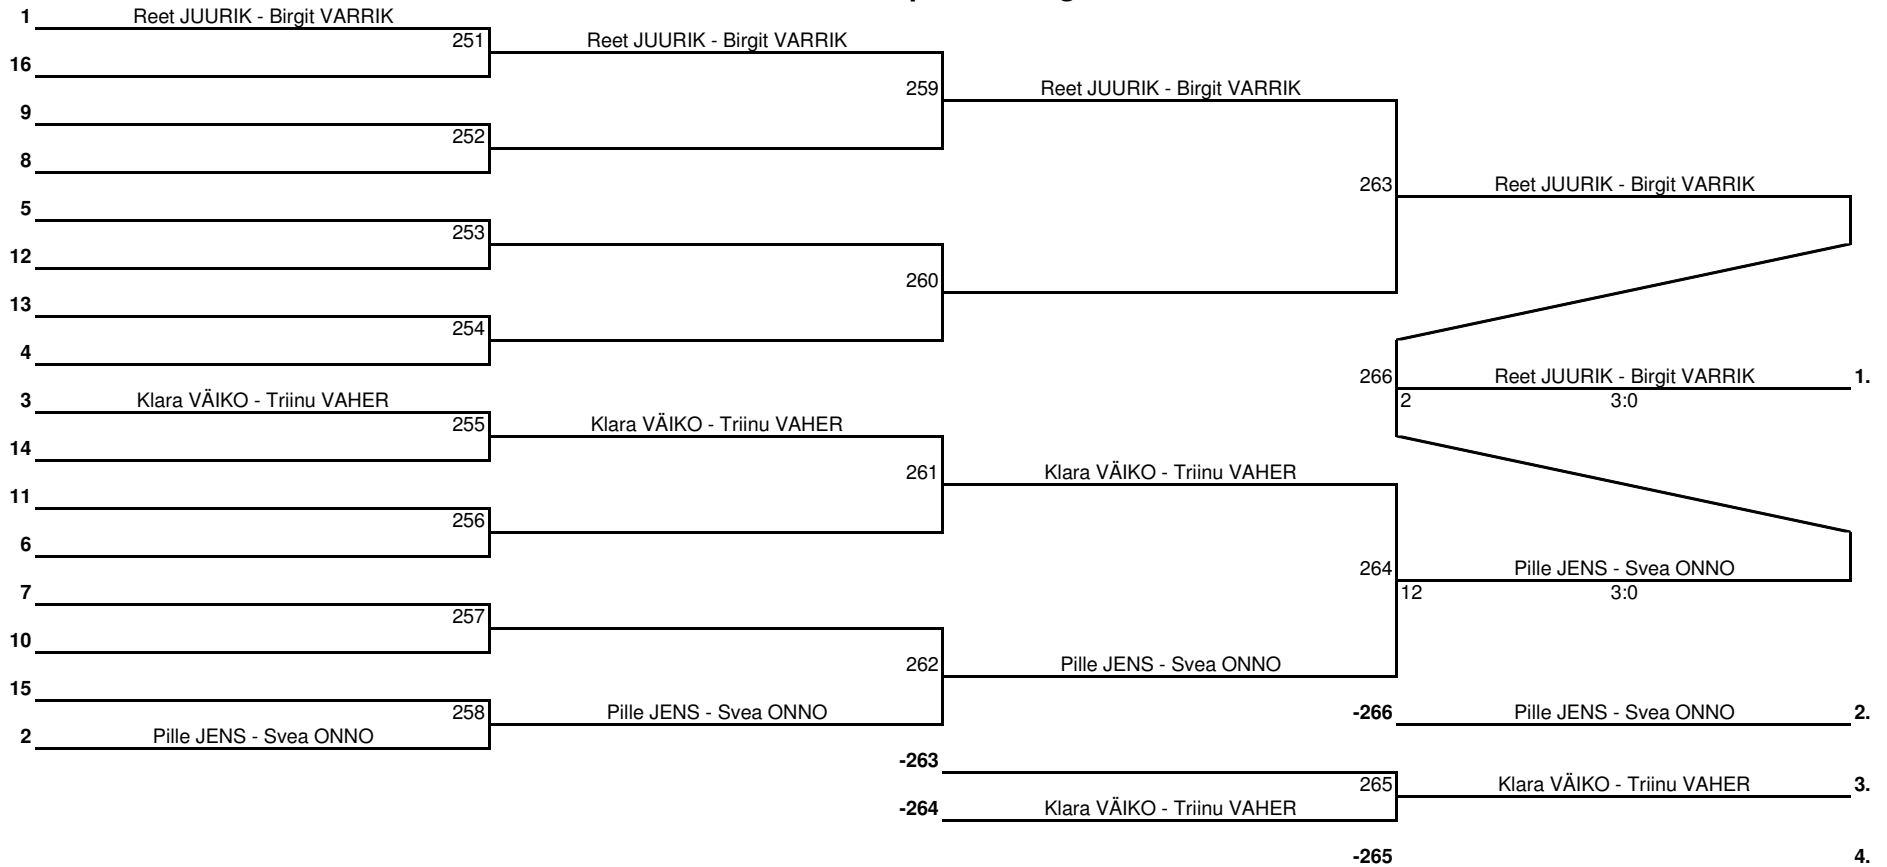 1 Reet JUURIK - Birgit VARRIK
251 Reet JUURIK - Birgit VARRIK
16
259 Reet JUURIK - Birgit VARRIK
9
252
8
263 Reet JUURIK - Birgit VARRIK
5
253
12
260
13
254
4
266 Reet JUURIK - Birgit VARRIK 1.
2 3:0
3 Klara VÄIKO - Triinu VAHER
255 Klara VÄIKO - Triinu VAHER
14
261 Klara VÄIKO - Triinu VAHER
11
256
6
264 Pille JENS - Svea ONNO
12 3:0
7
257
10
262 Pille JENS - Svea ONNO
15
258 Pille JENS - Svea ONNO
2 Pille JENS - Svea ONNO
-266 Pille JENS - Svea ONNO 2.
-263
265 Klara VÄIKO - Triinu VAHER 3.
-264 Klara VÄIKO - Triinu VAHER
-265 4.